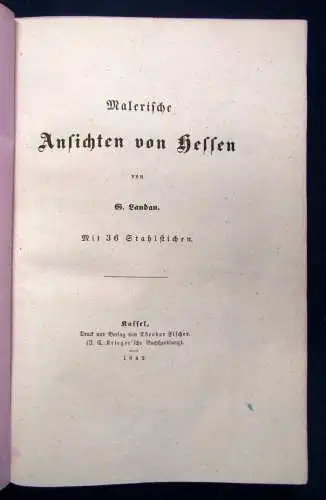 Malerische
Ansichten von Hessen
von
G. Landau.
Mit 36 Stahlstichen.
Kassel.
Druck und Verlag von Theodor Fischer.
(J. C. Krieger'sche Buchhandlung).
1842